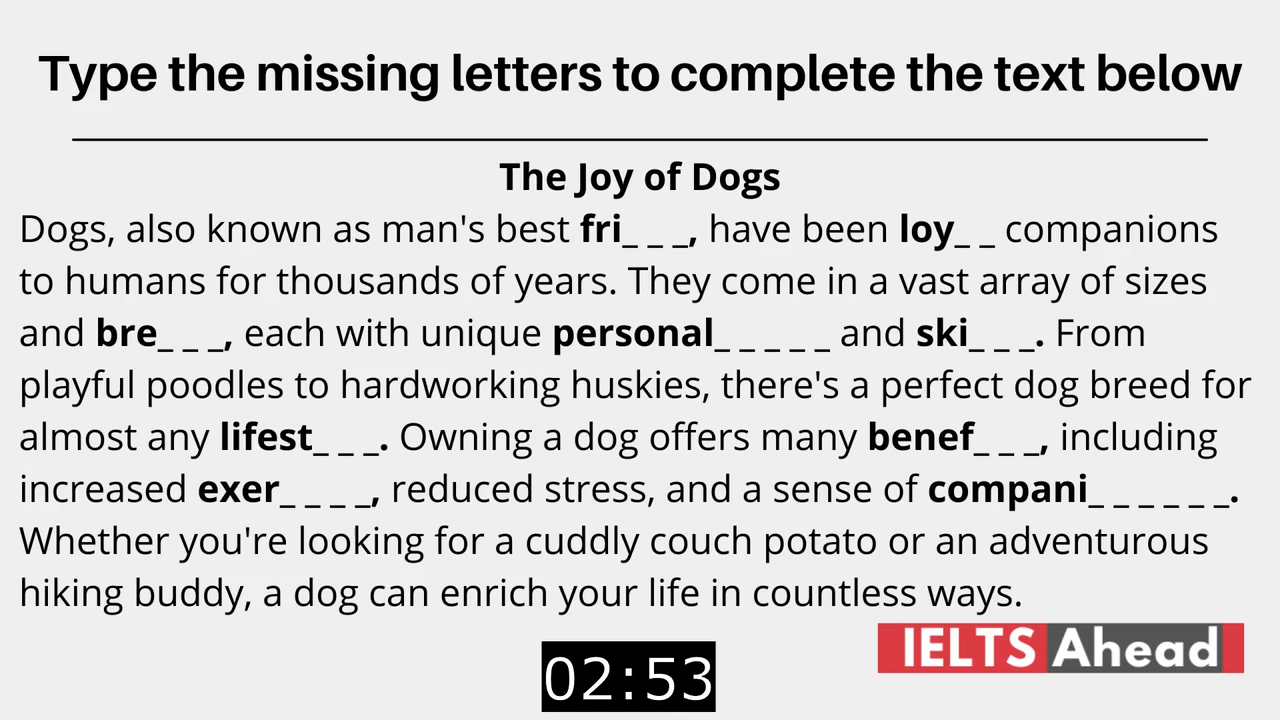 Type the missing letters to complete the text below
The Joy of Dogs
Dogs, also known as man's best fri_ _ _, have been loy_ _ companions
to humans for thousands of years. They come in a vast array of sizes
and bre_ _ _, each with unique personal_ _ _ _ _ and ski_ _ _. From
playful poodles to hardworking huskies, there's a perfect dog breed for
almost any lifest_ _ _. Owning a dog offers many benef_ _ _, including
increased exer_ _ _ _, reduced stress, and a sense of compani_ _ _ _ _ _.
Whether you're looking for a cuddly couch potato or an adventurous
hiking buddy, a dog can enrich your life in countless ways.
IELTS Ahead
02:53